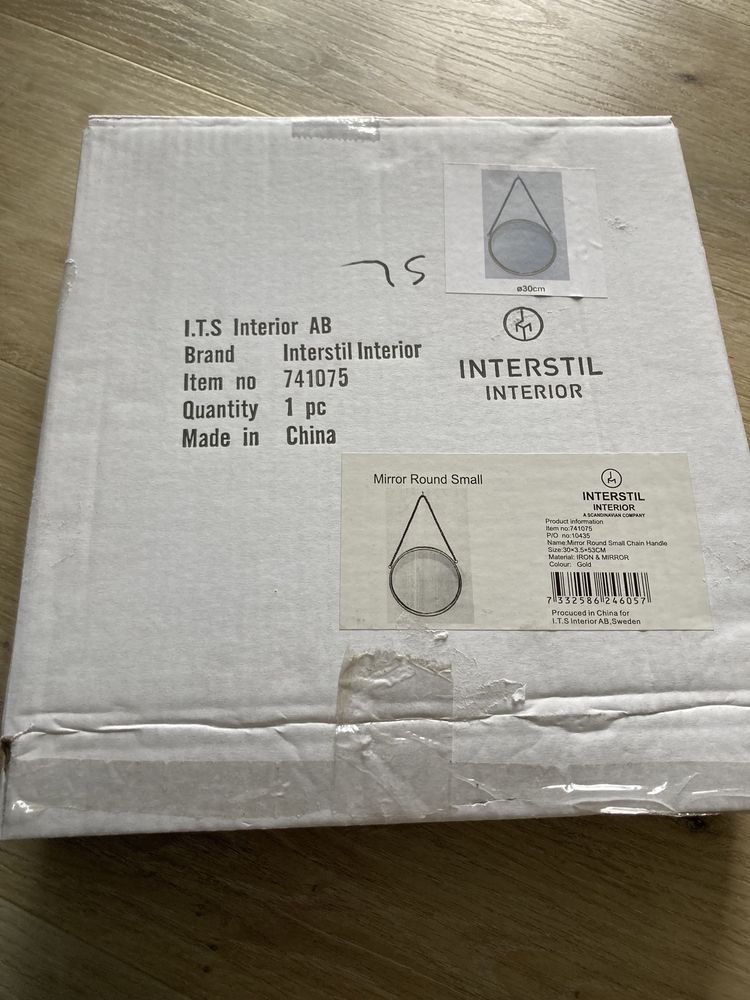 ø30cm
75
I.T.S Interior AB
Brand Interstil Interior
Item no 741075
Quantity 1 pc
Made in China
INTERSTIL
INTERIOR
Mirror Round Small
INTERSTIL
INTERIOR
A SCANDINAVIAN COMPANY
Product information
Item no:741075
P/O no:10435
Name:Mirror Round Small Chain Handle
Size:30×3.5×53CM
Material: IRON & MIRROR
Colour: Gold
7 332586 246057
Procuced in China for
I.T.S Interior AB,Sweden